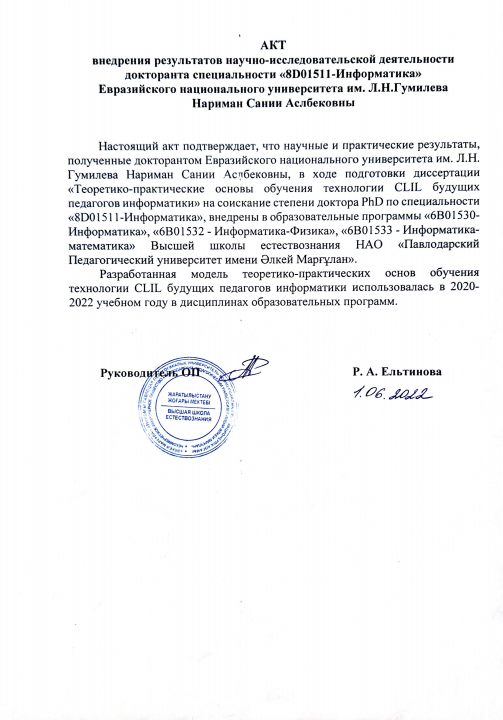 АКТ
внедрения результатов научно-исследовательской деятельности
докторанта специальности «8D01511-Информатика»
Евразийского национального университета им. Л.Н.Гумилева
Нариман Сании Аслбековны
Настоящий акт подтверждает, что научные и практические результаты,
полученные докторантом Евразийского национального университета им. Л.Н.
Гумилева Нариман Сании Аслбековны, в ходе подготовки диссертации
«Теоретико-практические основы обучения технологии CLIL будущих
педагогов информатики» на соискание степени доктора PhD по специальности
«8D01511-Информатика», внедрены в образовательные программы «6В01530-
Информатика», «6В01532 - Информатика-Физика», «6В01533 - Информатика-
математика» Высшей школы естествознания НАО «Павлодарский
Педагогический университет имени Әлкей Марғұлан».
Разработанная модель теоретико-практических основ обучения
технологии CLIL будущих педагогов информатики использовалась в 2020-
2022 учебном году в дисциплинах образовательных программ.
Руководитель ОП
Р. А. Ельтинова
1.06.2022
ЖАРАТЫЛЫСТАНУ
ЖОҒАРЫ МЕКТЕБІ
ВЫСШАЯ ШКОЛА
ЕСТЕСТВОЗНАНИЯ